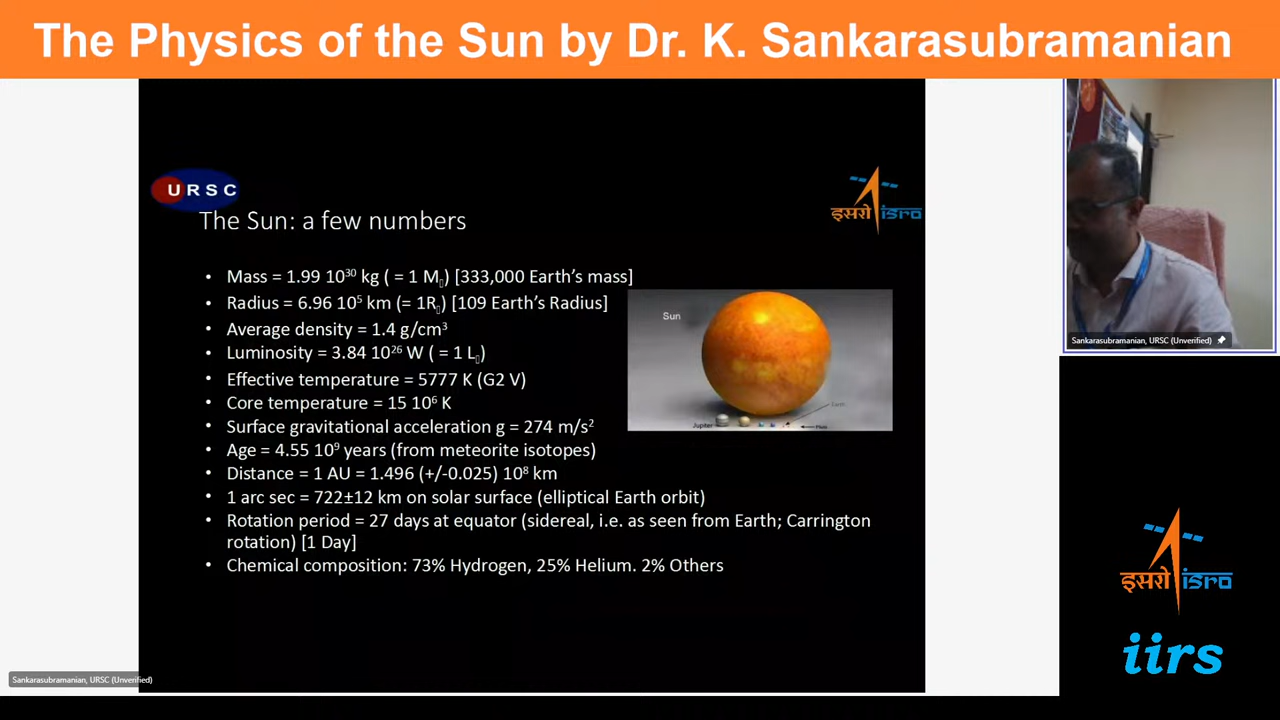 The Physics of the Sun by Dr. K. Sankarasubramanian
URSC
इसरो isro
The Sun: a few numbers
• Mass = 1.99 10³⁰ kg ( = 1 M▯) [333,000 Earth’s mass]
• Radius = 6.96 10⁵ km (= 1R▯) [109 Earth’s Radius]
• Average density = 1.4 g/cm³
• Luminosity = 3.84 10²⁶ W ( = 1 L▯)
• Effective temperature = 5777 K (G2 V)
• Core temperature = 15 10⁶ K
• Surface gravitational acceleration g = 274 m/s²
• Age = 4.55 10⁹ years (from meteorite isotopes)
• Distance = 1 AU = 1.496 (+/-0.025) 10⁸ km
• 1 arc sec = 722±12 km on solar surface (elliptical Earth orbit)
• Rotation period = 27 days at equator (sidereal, i.e. as seen from Earth; Carrington
rotation) [1 Day]
• Chemical composition: 73% Hydrogen, 25% Helium. 2% Others
Sun
Earth
Jupiter
Sankarasubramanian, URSC (Unverified)
इसरो isro
iirs
Sankarasubramanian, URSC (Unverified)